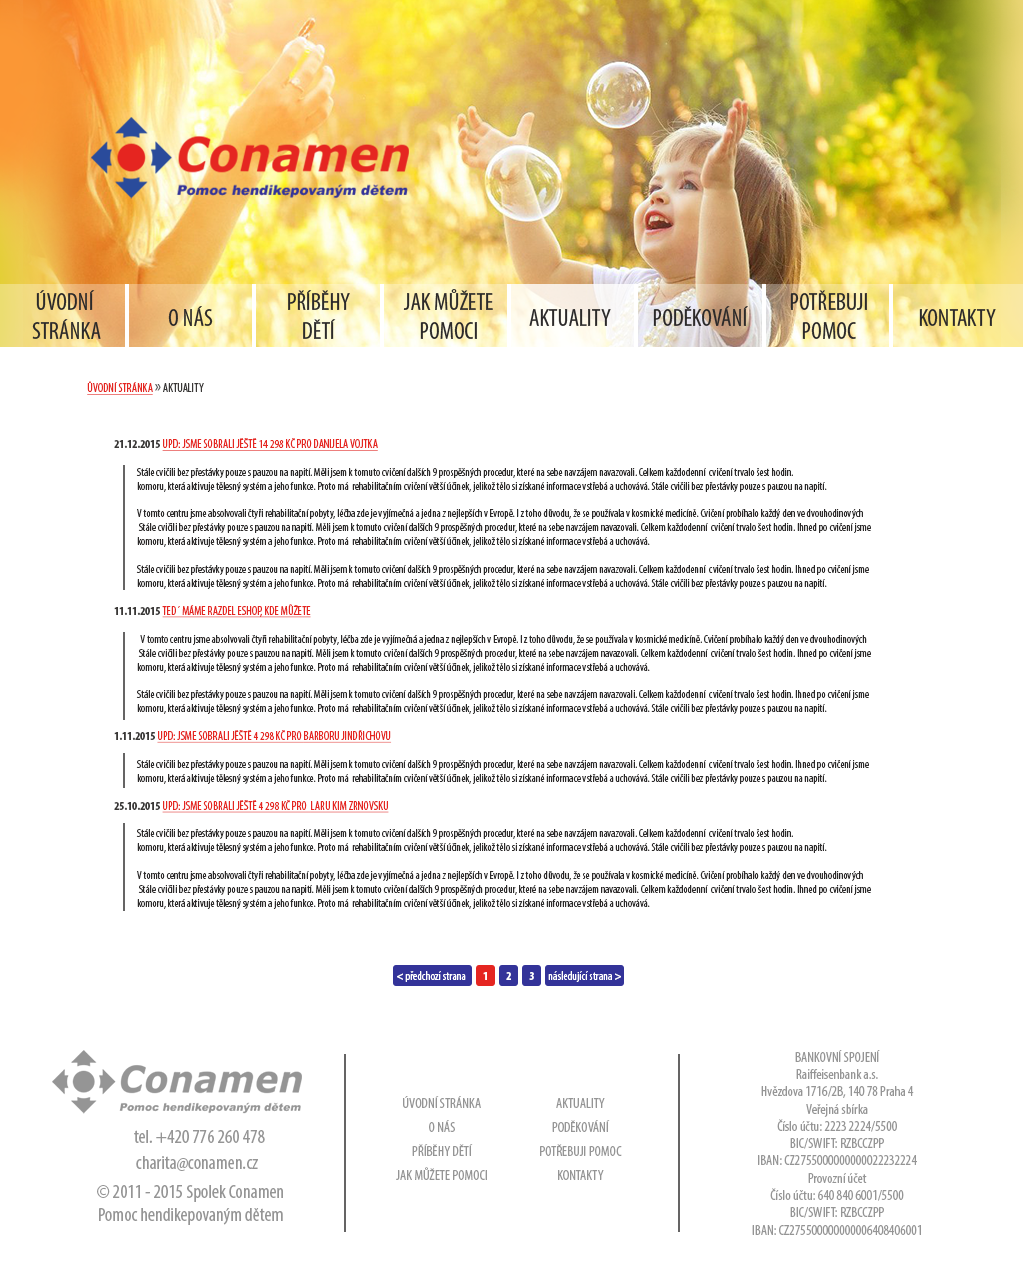 Conamen
Pomoc hendikepovaným dětem
ÚVODNÍ
STRÁNKA
O NÁS
PŘÍBĚHY
DĚTÍ
JAK MŮŽETE
POMOCI
AKTUALITY
PODĚKOVÁNÍ
POTŘEBUJI
POMOC
KONTAKTY
ÚVODNÍ STRÁNKA » AKTUALITY
21.12.2015 UPD: JSME SOBRALI JĚŠTĚ 14 298 KČ PRO DANIJELA VOJTKA
Stále cvičili bez přestávky pouze s pauzou na napití. Měli jsem k tomuto cvičení dalších 9 prospěšných procedur, které na sebe navzájem navazovali. Celkem každodenní cvičení trvalo šest hodin.
komoru, která aktivuje tělesný systém a jeho funkce. Proto má rehabilitačním cvičení větší účinek, jelikož tělo si získané informace vstřebá a uchovává. Stále cvičili bez přestávky pouze s pauzou na napití.
V tomto centru jsme absolvovali čtyři rehabilitační pobyty, léčba zde je vyjímečná a jedna z nejlepších v Evropě. I z toho důvodu, že se používala v kosmické medicíně. Cvičení probíhalo každý den ve dvouhodinových
Stále cvičili bez přestávky pouze s pauzou na napití. Měli jsem k tomuto cvičení dalších 9 prospěšných procedur, které na sebe navzájem navazovali. Celkem každodenní cvičení trvalo šest hodin. Ihned po cvičení jsme
komoru, která aktivuje tělesný systém a jeho funkce. Proto má rehabilitačním cvičení větší účinek, jelikož tělo si získané informace vstřebá a uchovává.
Stále cvičili bez přestávky pouze s pauzou na napití. Měli jsem k tomuto cvičení dalších 9 prospěšných procedur, které na sebe navzájem navazovali. Celkem každodenní cvičení trvalo šest hodin. Ihned po cvičení jsme
komoru, která aktivuje tělesný systém a jeho funkce. Proto má rehabilitačním cvičení větší účinek, jelikož tělo si získané informace vstřebá a uchovává. Stále cvičili bez přestávky pouze s pauzou na napití.
11.11.2015 TED´ MÁME RAZDEL ESHOP, KDE MŮŽETE
V tomto centru jsme absolvovali čtyři rehabilitační pobyty, léčba zde je vyjímečná a jedna z nejlepších v Evropě. I z toho důvodu, že se používala v kosmické medicíně. Cvičení probíhalo každý den ve dvouhodinových
Stále cvičili bez přestávky pouze s pauzou na napití. Měli jsem k tomuto cvičení dalších 9 prospěšných procedur, které na sebe navzájem navazovali. Celkem každodenní cvičení trvalo šest hodin. Ihned po cvičení jsme
komoru, která aktivuje tělesný systém a jeho funkce. Proto má rehabilitačním cvičení větší účinek, jelikož tělo si získané informace vstřebá a uchovává.
Stále cvičili bez přestávky pouze s pauzou na napití. Měli jsem k tomuto cvičení dalších 9 prospěšných procedur, které na sebe navzájem navazovali. Celkem každodenní cvičení trvalo šest hodin. Ihned po cvičení jsme
komoru, která aktivuje tělesný systém a jeho funkce. Proto má rehabilitačním cvičení větší účinek, jelikož tělo si získané informace vstřebá a uchovává. Stále cvičili bez přestávky pouze s pauzou na napití.
1.11.2015 UPD: JSME SOBRALI JĚŠTĚ 4 298 KČ PRO BARBORU JINDŘICHOVU
Stále cvičili bez přestávky pouze s pauzou na napití. Měli jsem k tomuto cvičení dalších 9 prospěšných procedur, které na sebe navzájem navazovali. Celkem každodenní cvičení trvalo šest hodin. Ihned po cvičení jsme
komoru, která aktivuje tělesný systém a jeho funkce. Proto má rehabilitačním cvičení větší účinek, jelikož tělo si získané informace vstřebá a uchovává. Stále cvičili bez přestávky pouze s pauzou na napití.
25.10.2015 UPD: JSME SOBRALI JĚŠTĚ 4 298 KČ PRO LARU KIM ZRNOVSKU
Stále cvičili bez přestávky pouze s pauzou na napití. Měli jsem k tomuto cvičení dalších 9 prospěšných procedur, které na sebe navzájem navazovali. Celkem každodenní cvičení trvalo šest hodin.
komoru, která aktivuje tělesný systém a jeho funkce. Proto má rehabilitačním cvičení větší účinek, jelikož tělo si získané informace vstřebá a uchovává. Stále cvičili bez přestávky pouze s pauzou na napití.
V tomto centru jsme absolvovali čtyři rehabilitační pobyty, léčba zde je vyjímečná a jedna z nejlepších v Evropě. I z toho důvodu, že se používala v kosmické medicíně. Cvičení probíhalo každý den ve dvouhodinových
Stále cvičili bez přestávky pouze s pauzou na napití. Měli jsem k tomuto cvičení dalších 9 prospěšných procedur, které na sebe navzájem navazovali. Celkem každodenní cvičení trvalo šest hodin. Ihned po cvičení jsme
komoru, která aktivuje tělesný systém a jeho funkce. Proto má rehabilitačním cvičení větší účinek, jelikož tělo si získané informace vstřebá a uchovává.
< předchozí strana 1 2 3 následující strana >
Conamen
Pomoc hendikepovaným dětem
tel. +420 776 260 478
charita@conamen.cz
© 2011 - 2015 Spolek Conamen
Pomoc hendikepovaným dětem
ÚVODNÍ STRÁNKA
O NÁS
PŘÍBĚHY DĚTÍ
JAK MŮŽETE POMOCI
AKTUALITY
PODĚKOVÁNÍ
POTŘEBUJI POMOC
KONTAKTY
BANKOVNÍ SPOJENÍ
Raiffeisenbank a.s.
Hvězdova 1716/2B, 140 78 Praha 4
Veřejná sbírka
Číslo účtu: 2223 2224/5500
BIC/SWIFT: RZBCCZPP
IBAN: CZ2755000000000022232224
Provozní účet
Číslo účtu: 640 840 6001/5500
BIC/SWIFT: RZBCCZPP
IBAN: CZ275500000000006408406001